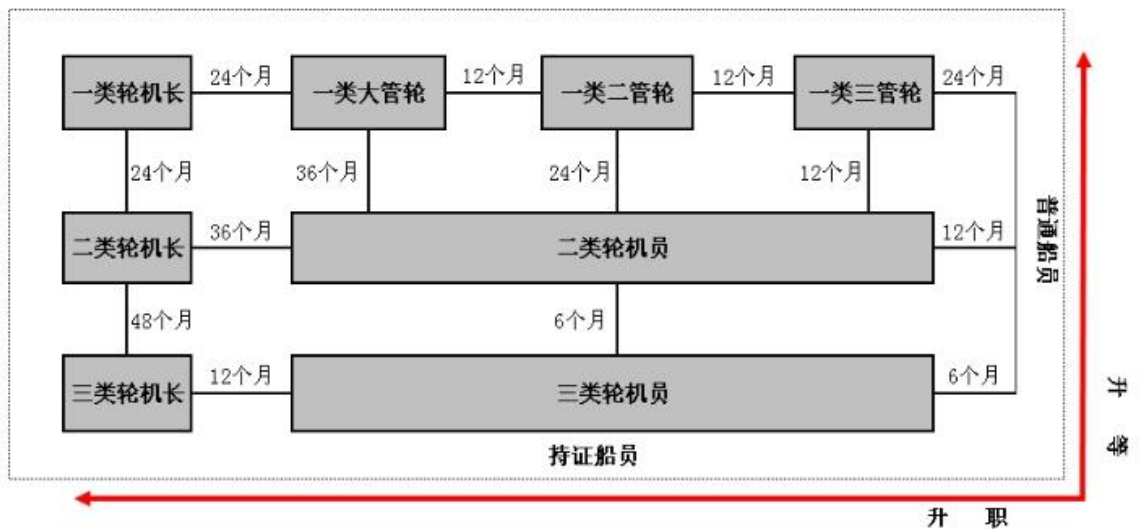 一类轮机长
24个月
一类大管轮
12个月
一类二管轮
12个月
一类三管轮
24个月
24个月
36个月
24个月
12个月
普通船员
二类轮机长
36个月
二类轮机员
12个月
48个月
6个月
三类轮机长
12个月
三类轮机员
6个月
升等
持证船员
升 职